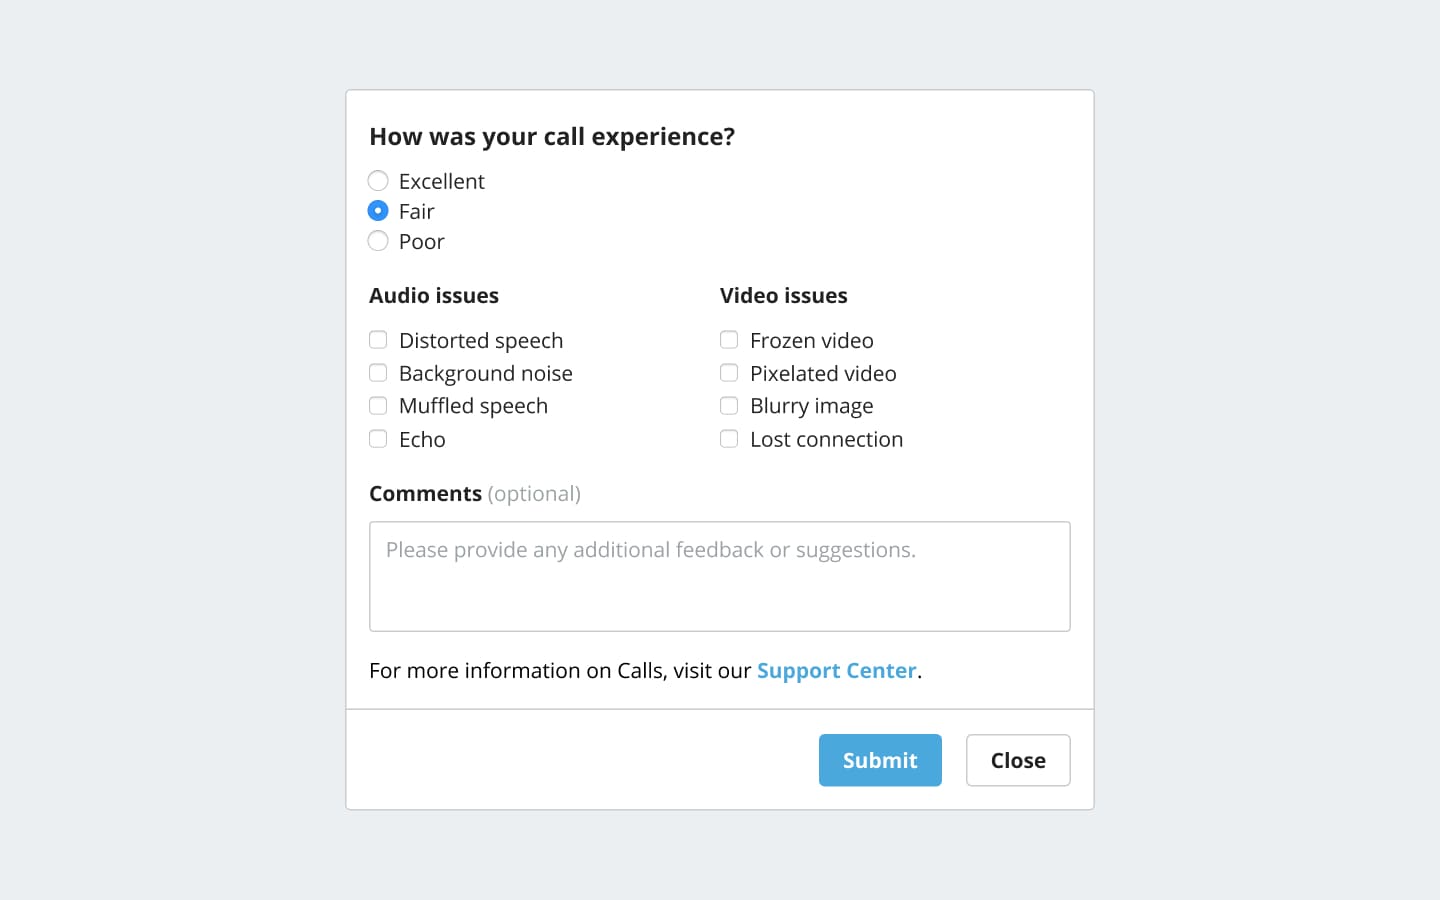 How was your call experience?
Excellent
Fair
Poor
Audio issues
Distorted speech
Background noise
Muffled speech
Echo
Video issues
Frozen video
Pixelated video
Blurry image
Lost connection
Comments (optional)
Please provide any additional feedback or suggestions.
For more information on Calls, visit our Support Center.
Submit
Close